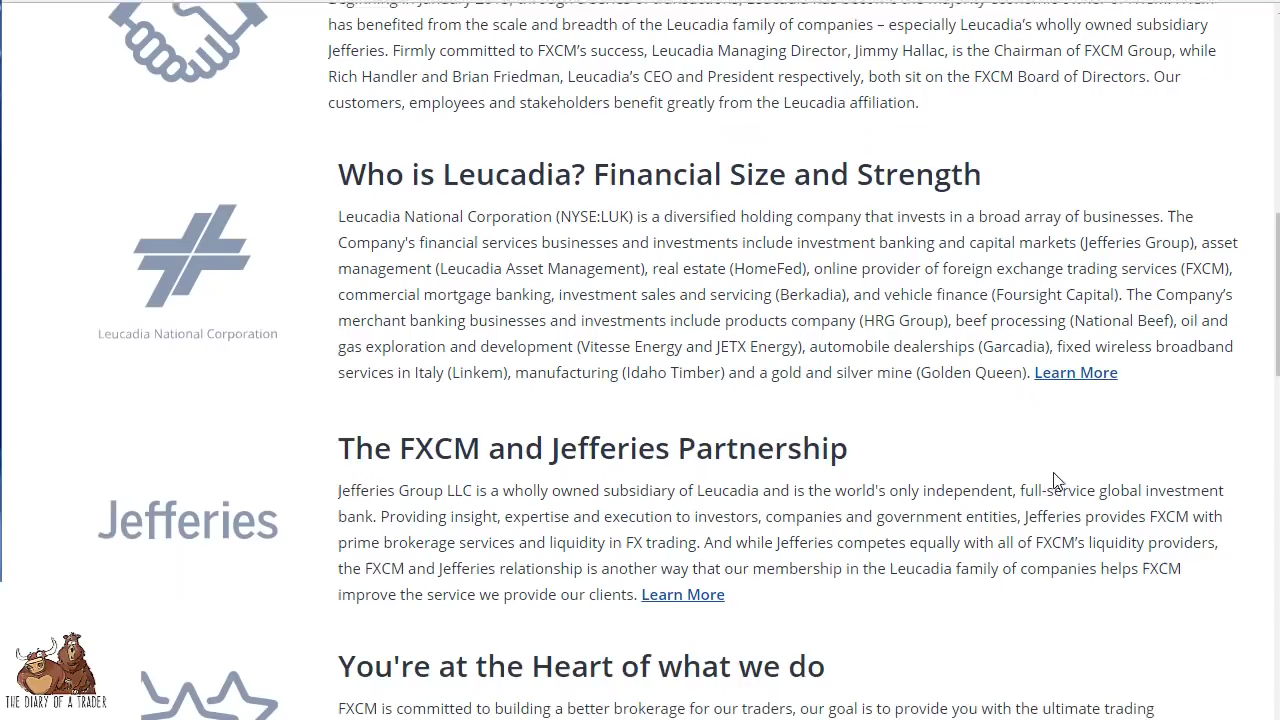 has benefited from the scale and breadth of the Leucadia family of companies – especially Leucadia's wholly owned subsidiary
Jefferies. Firmly committed to FXCM's success, Leucadia Managing Director, Jimmy Hallac, is the Chairman of FXCM Group, while
Rich Handler and Brian Friedman, Leucadia's CEO and President respectively, both sit on the FXCM Board of Directors. Our
customers, employees and stakeholders benefit greatly from the Leucadia affiliation.
Who is Leucadia? Financial Size and Strength
Leucadia National Corporation (NYSE:LUK) is a diversified holding company that invests in a broad array of businesses. The
Company's financial services businesses and investments include investment banking and capital markets (Jefferies Group), asset
management (Leucadia Asset Management), real estate (HomeFed), online provider of foreign exchange trading services (FXCM),
commercial mortgage banking, investment sales and servicing (Berkadia), and vehicle finance (Foursight Capital). The Company's
merchant banking businesses and investments include products company (HRG Group), beef processing (National Beef), oil and
gas exploration and development (Vitesse Energy and JETX Energy), automobile dealerships (Garcadia), fixed wireless broadband
services in Italy (Linkem), manufacturing (Idaho Timber) and a gold and silver mine (Golden Queen). Learn More
Leucadia National Corporation
The FXCM and Jefferies Partnership
Jefferies Group LLC is a wholly owned subsidiary of Leucadia and is the world's only independent, full-service global investment
bank. Providing insight, expertise and execution to investors, companies and government entities, Jefferies provides FXCM with
prime brokerage services and liquidity in FX trading. And while Jefferies competes equally with all of FXCM's liquidity providers,
the FXCM and Jefferies relationship is another way that our membership in the Leucadia family of companies helps FXCM
improve the service we provide our clients. Learn More
Jefferies
You're at the Heart of what we do
FXCM is committed to building a better brokerage for our traders, our goal is to provide you with the ultimate trading
THE DIARY OF A TRADER